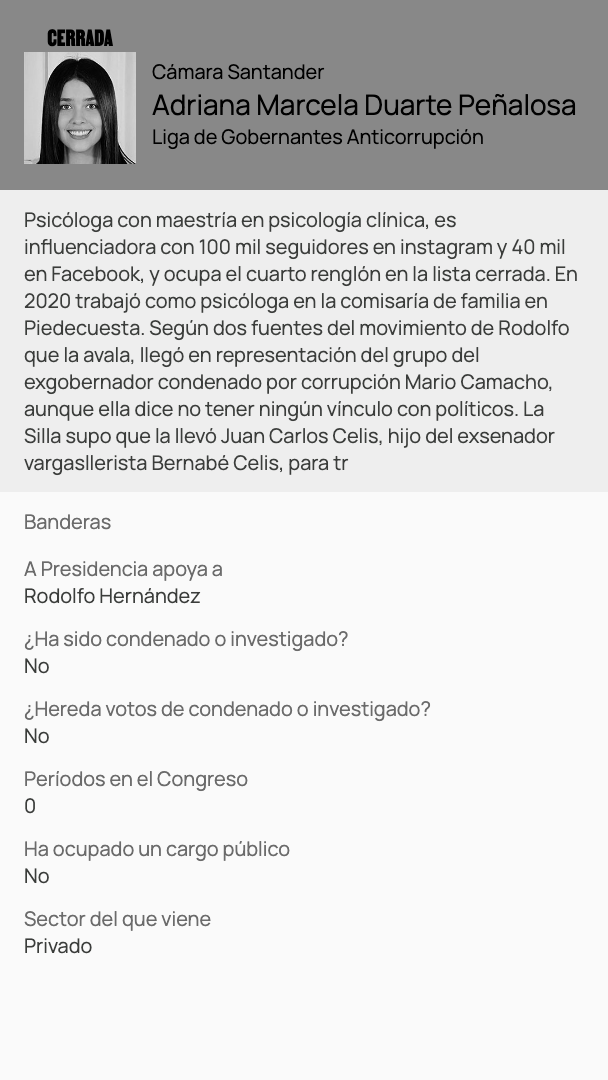 CERRADA
Cámara Santander
Adriana Marcela Duarte Peñalosa
Liga de Gobernantes Anticorrupción
Psicóloga con maestría en psicología clínica, es
influenciadora con 100 mil seguidores en instagram y 40 mil
en Facebook, y ocupa el cuarto renglón en la lista cerrada. En
2020 trabajó como psicóloga en la comisaría de familia en
Piedecuesta. Según dos fuentes del movimiento de Rodolfo
que la avala, llegó en representación del grupo del
exgobernador condenado por corrupción Mario Camacho,
aunque ella dice no tener ningún vínculo con políticos. La
Silla supo que la llevó Juan Carlos Celis, hijo del exsenador
vargasllerista Bernabé Celis, para tr
Banderas
A Presidencia apoya a
Rodolfo Hernández
¿Ha sido condenado o investigado?
No
¿Hereda votos de condenado o investigado?
No
Períodos en el Congreso
0
Ha ocupado un cargo público
No
Sector del que viene
Privado